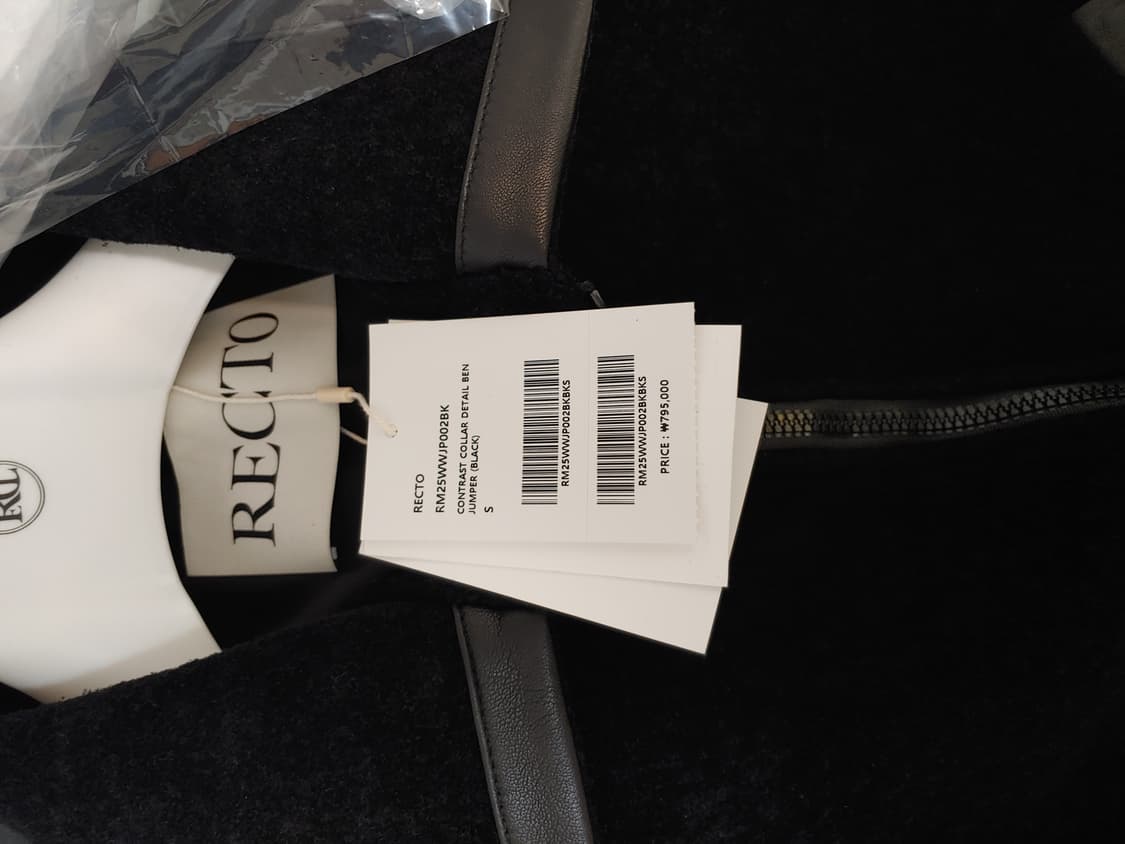 RECTO
RECTO
RM25WWJP002BK
CONTRAST COLLAR DETAIL BEN
JUMPER (BLACK)
S
RM25WWJP002BKBKS
RM25WWJP002BKBKS
PRICE : ₩795,000